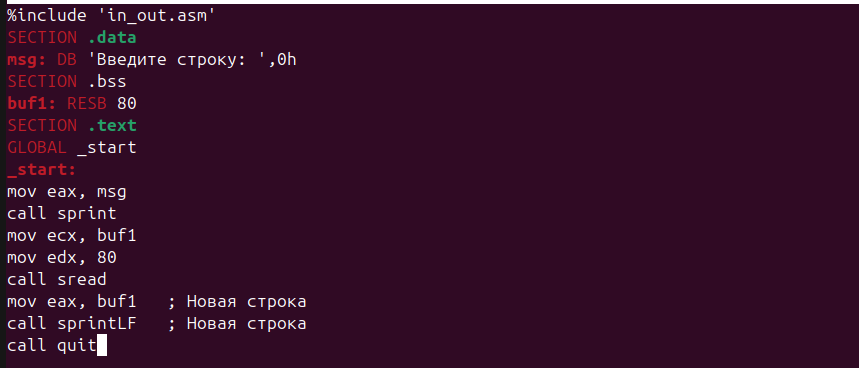 %include 'in_out.asm'
SECTION .data
msg: DB 'Введите строку: ',0h
SECTION .bss
buf1: RESB 80
SECTION .text
GLOBAL _start
_start:
mov eax, msg
call sprint
mov ecx, buf1
mov edx, 80
call sread
mov eax, buf1   ; Новая строка
call sprintLF   ; Новая строка
call quit